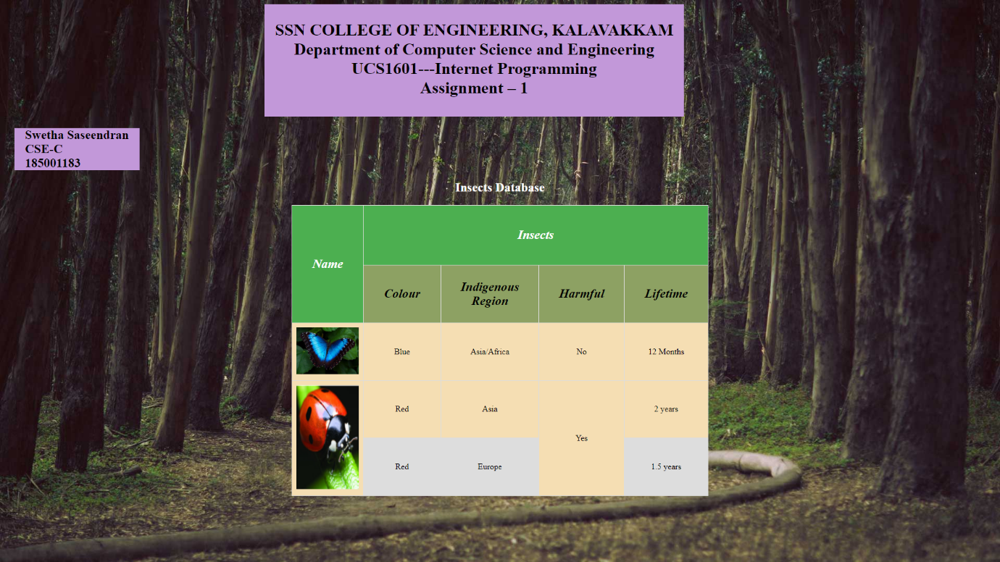 SSN COLLEGE OF ENGINEERING, KALAVAKKAM
Department of Computer Science and Engineering
UCS1601---Internet Programming
Assignment – 1
Swetha Saseendran
CSE-C
185001183
Insects Database
Name
Insects
Colour
Indigenous
Region
Harmful
Lifetime
Blue
Asia/Africa
No
12 Months
Red
Asia
Yes
2 years
Red
Europe
1.5 years